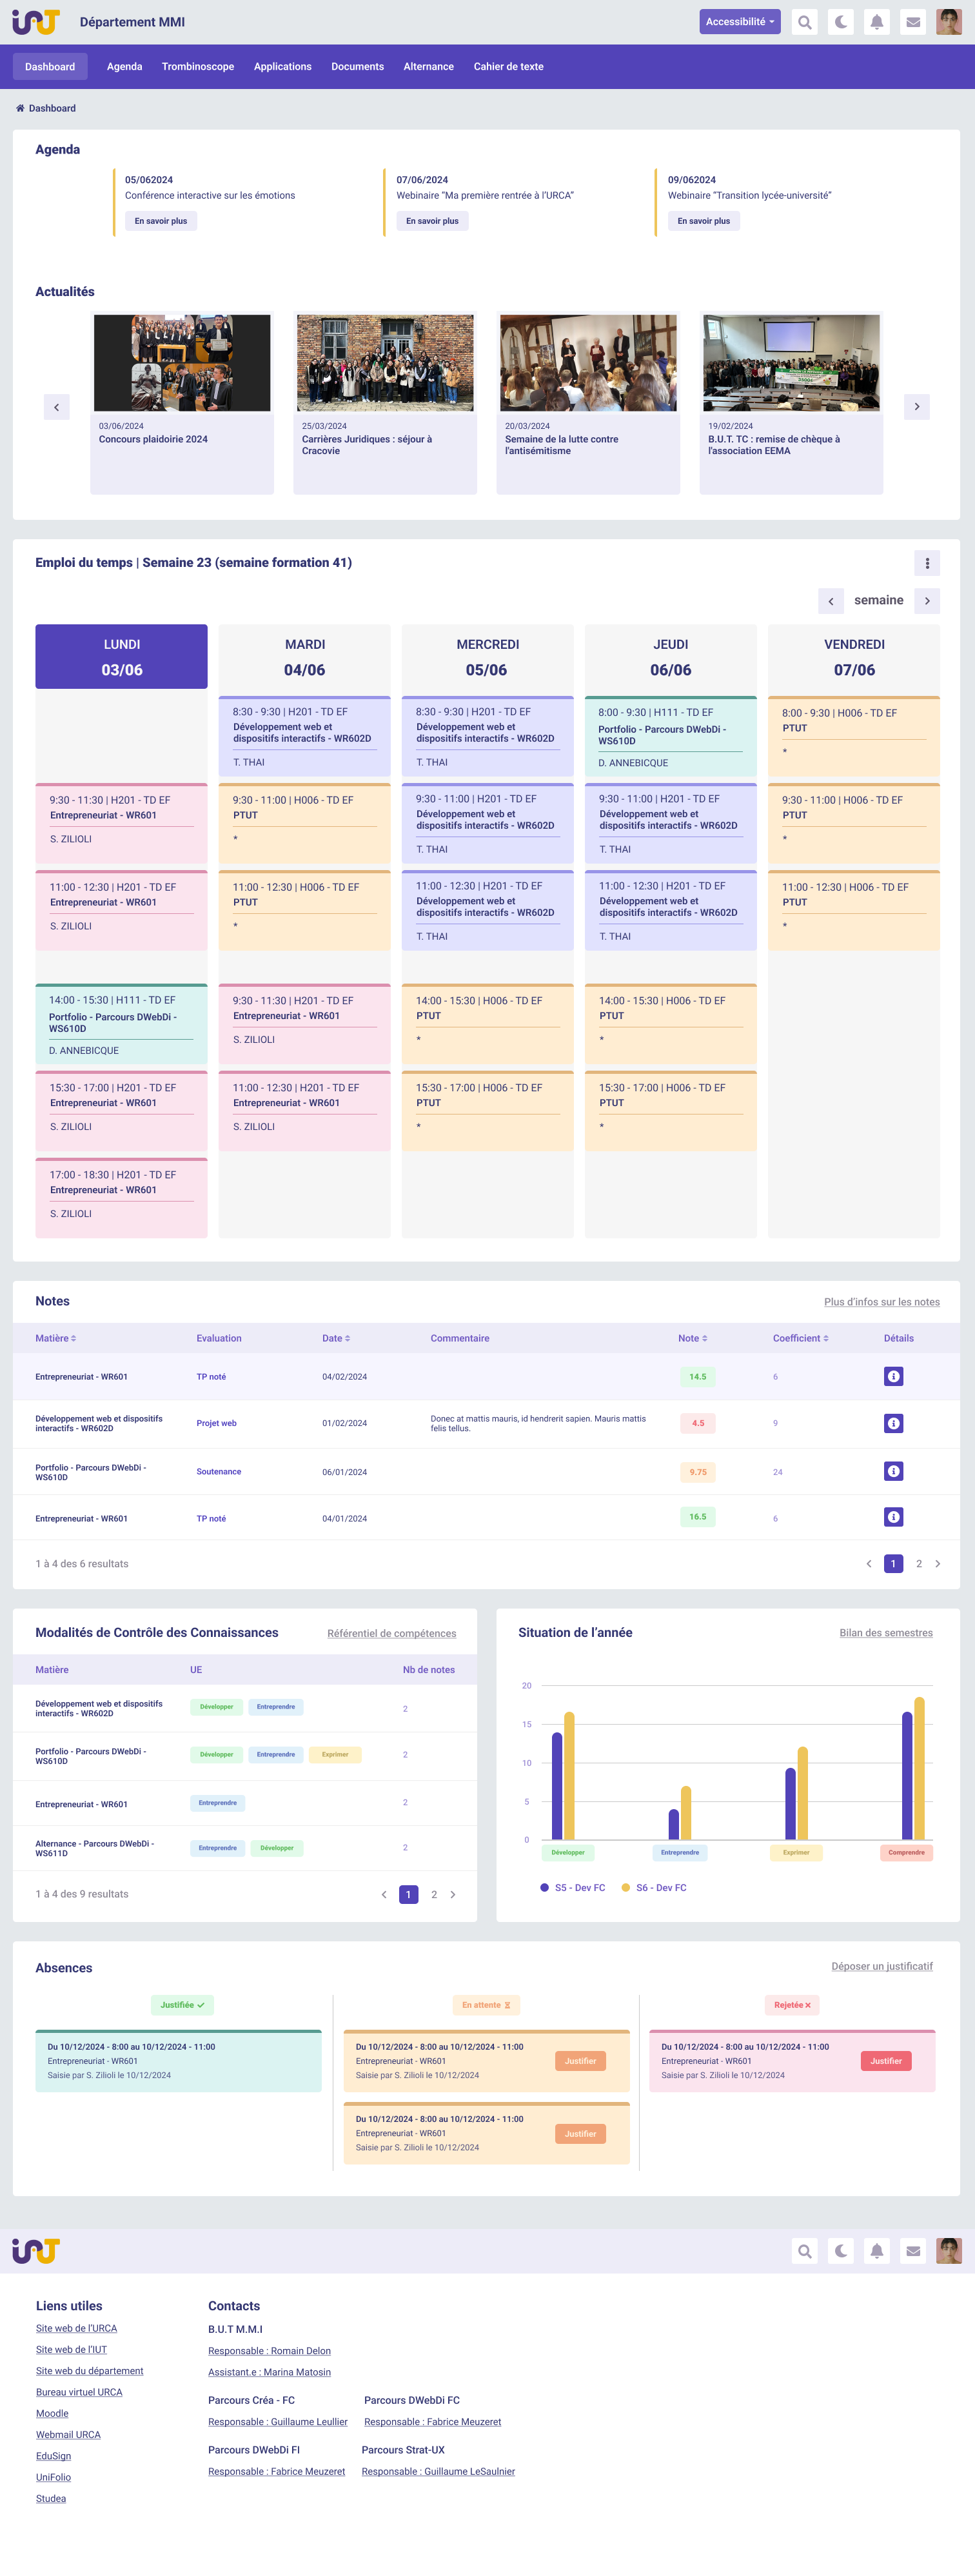 Département MMI
Accessibilité
Dashboard
Agenda
Trombinoscope
Applications
Documents
Alternance
Cahier de texte
Dashboard
Agenda
05/062024
Conférence interactive sur les émotions
En savoir plus
07/06/2024
Webinaire “Ma première rentrée à l’URCA”
En savoir plus
09/062024
Webinaire “Transition lycée-université”
En savoir plus
Actualités
03/06/2024
Concours plaidoirie 2024
25/03/2024
Carrières Juridiques : séjour à
Cracovie
20/03/2024
Semaine de la lutte contre
l'antisémitisme
19/02/2024
B.U.T. TC : remise de chèque à
l'association EEMA
Emploi du temps | Semaine 23 (semaine formation 41)
semaine
LUNDI
03/06
9:30 - 11:30 | H201 - TD EF
Entrepreneuriat - WR601
S. ZILIOLI
11:00 - 12:30 | H201 - TD EF
Entrepreneuriat - WR601
S. ZILIOLI
14:00 - 15:30 | H111 - TD EF
Portfolio - Parcours DWebDi -
WS610D
D. ANNEBICQUE
15:30 - 17:00 | H201 - TD EF
Entrepreneuriat - WR601
S. ZILIOLI
17:00 - 18:30 | H201 - TD EF
Entrepreneuriat - WR601
S. ZILIOLI
MARDI
04/06
8:30 - 9:30 | H201 - TD EF
Développement web et
dispositifs interactifs - WR602D
T. THAI
9:30 - 11:00 | H006 - TD EF
PTUT
*
11:00 - 12:30 | H006 - TD EF
PTUT
*
9:30 - 11:30 | H201 - TD EF
Entrepreneuriat - WR601
S. ZILIOLI
11:00 - 12:30 | H201 - TD EF
Entrepreneuriat - WR601
S. ZILIOLI
MERCREDI
05/06
8:30 - 9:30 | H201 - TD EF
Développement web et
dispositifs interactifs - WR602D
T. THAI
9:30 - 11:00 | H201 - TD EF
Développement web et
dispositifs interactifs - WR602D
T. THAI
11:00 - 12:30 | H201 - TD EF
Développement web et
dispositifs interactifs - WR602D
T. THAI
14:00 - 15:30 | H006 - TD EF
PTUT
*
15:30 - 17:00 | H006 - TD EF
PTUT
*
JEUDI
06/06
8:00 - 9:30 | H111 - TD EF
Portfolio - Parcours DWebDi -
WS610D
D. ANNEBICQUE
9:30 - 11:00 | H201 - TD EF
Développement web et
dispositifs interactifs - WR602D
T. THAI
11:00 - 12:30 | H201 - TD EF
Développement web et
dispositifs interactifs - WR602D
T. THAI
14:00 - 15:30 | H006 - TD EF
PTUT
*
15:30 - 17:00 | H006 - TD EF
PTUT
*
VENDREDI
07/06
8:00 - 9:30 | H006 - TD EF
PTUT
*
9:30 - 11:00 | H006 - TD EF
PTUT
*
11:00 - 12:30 | H006 - TD EF
PTUT
*
Notes
Plus d’infos sur les notes
Matière Evaluation Date Commentaire Note Coefficient Détails
Entrepreneuriat - WR601 TP noté 04/02/2024 14.5 6
Développement web et dispositifs
interactifs - WR602D
Projet web
01/02/2024
Donec at mattis mauris, id hendrerit sapien. Mauris mattis
felis tellus.
4.5
9
Portfolio - Parcours DWebDi -
WS610D
Soutenance
06/01/2024
9.75
24
Entrepreneuriat - WR601 TP noté 04/01/2024 16.5 6
1 à 4 des 6 resultats
1 2
Modalités de Contrôle des Connaissances
Référentiel de compétences
Matière UE Nb de notes
Développement web et dispositifs
interactifs - WR602D
Développer Entreprendre
2
Portfolio - Parcours DWebDi -
WS610D
Développer Entreprendre Exprimer
2
Entrepreneuriat - WR601 Entreprendre 2
Alternance - Parcours DWebDi -
WS611D
Entreprendre Développer
2
1 à 4 des 9 resultats
1 2
Situation de l’année
Bilan des semestres
20
15
10
5
0
Développer Entreprendre Exprimer Comprendre
S5 - Dev FC S6 - Dev FC
Absences
Déposer un justificatif
Justifiée
Du 10/12/2024 - 8:00 au 10/12/2024 - 11:00
Entrepreneuriat - WR601
Saisie par S. Zilioli le 10/12/2024
En attente
Du 10/12/2024 - 8:00 au 10/12/2024 - 11:00
Entrepreneuriat - WR601
Saisie par S. Zilioli le 10/12/2024
Justifier
Du 10/12/2024 - 8:00 au 10/12/2024 - 11:00
Entrepreneuriat - WR601
Saisie par S. Zilioli le 10/12/2024
Justifier
Rejetée
Du 10/12/2024 - 8:00 au 10/12/2024 - 11:00
Entrepreneuriat - WR601
Saisie par S. Zilioli le 10/12/2024
Justifier
Liens utiles
Site web de l’URCA
Site web de l’IUT
Site web du département
Bureau virtuel URCA
Moodle
Webmail URCA
EduSign
UniFolio
Studea
Contacts
B.U.T M.M.I
Responsable : Romain Delon
Assistant.e : Marina Matosin
Parcours Créa - FC
Responsable : Guillaume Leullier
Parcours DWebDi FC
Responsable : Fabrice Meuzeret
Parcours DWebDi FI
Responsable : Fabrice Meuzeret
Parcours Strat-UX
Responsable : Guillaume LeSaulnier